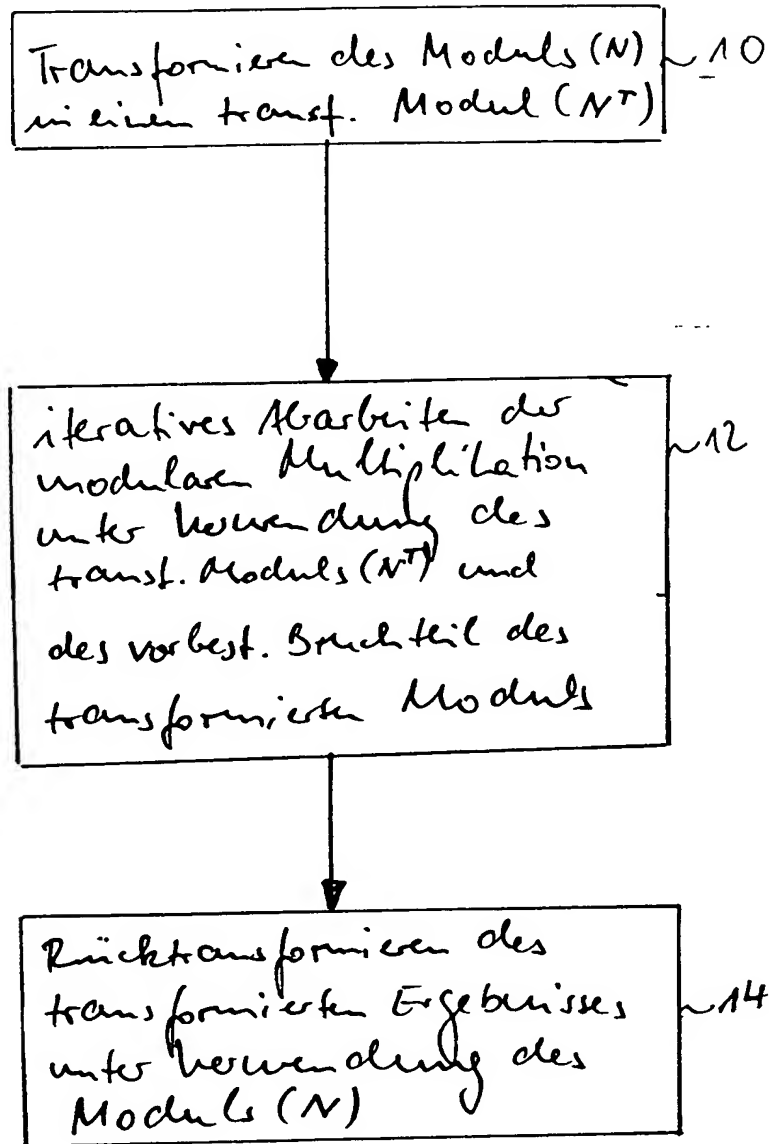 Transformieren des Moduls (N) ~10
in einen transf. Modul (N^T)
iteratives Abarbeiten der
modularen Multiplikation ~12
unter Verwendung des
transf. Moduls (N^T) und
des vorbest. Bruchteil des
transformierten Moduls
Rücktransformieren des
transformierten Ergebnisses ~14
unter Verwendung des
Moduls (N)